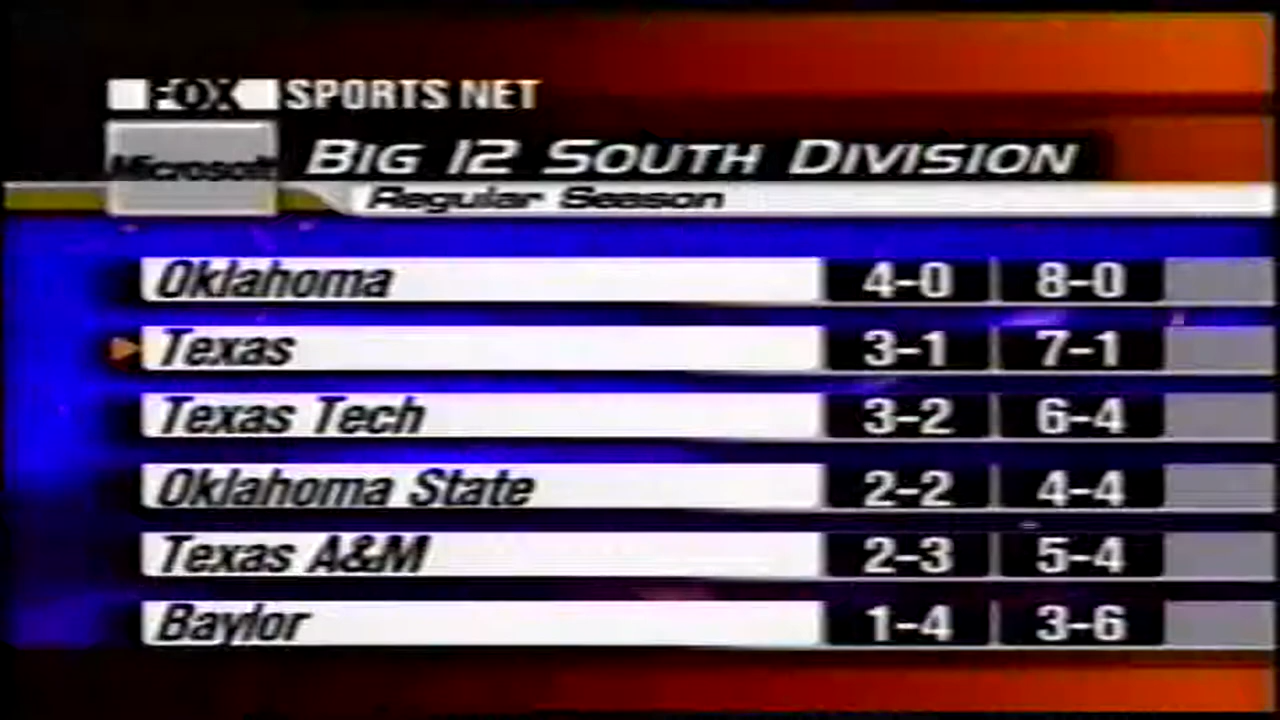 FOX SPORTS NET
Microsoft
BIG 12 SOUTH DIVISION
Regular Season
Oklahoma 4-0 8-0
Texas 3-1 7-1
Texas Tech 3-2 6-4
Oklahoma State 2-2 4-4
Texas A&M 2-3 5-4
Baylor 1-4 3-6